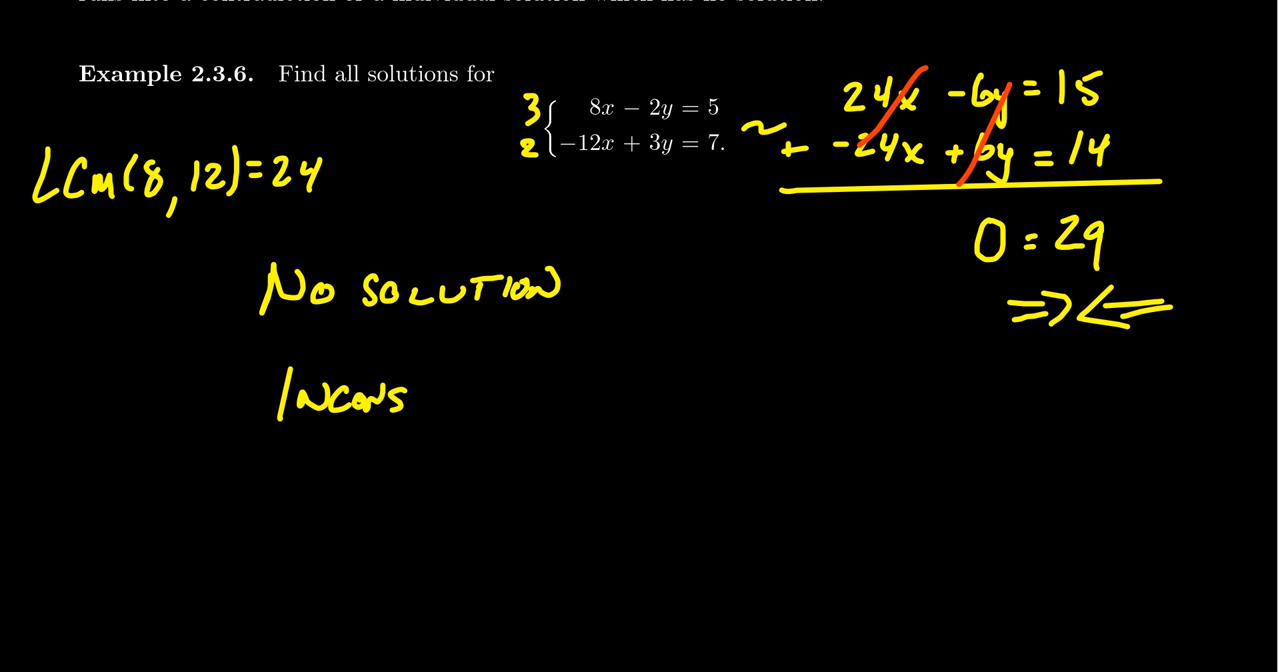 Example 2.3.6. Find all solutions for
3 { 8x − 2y = 5
2 { −12x + 3y = 7.
~
24x - 6y = 15
+ -24x + 6y = 14
0 = 29
⇒⇐
LCm(8, 12) = 24
NO SOLUTION
INCONS